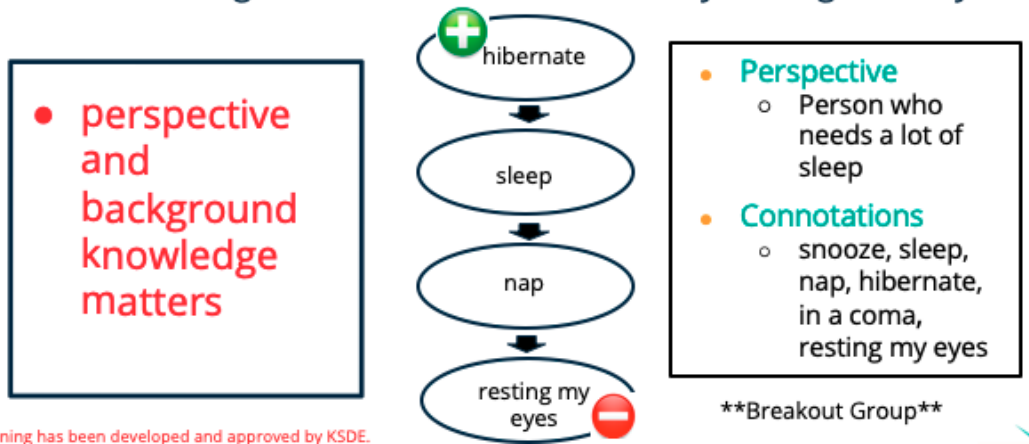 ● perspective
and
background
knowledge
matters
hibernate
sleep
nap
resting my
eyes
• Perspective
o Person who
needs a lot of
sleep
• Connotations
o snooze, sleep,
nap, hibernate,
in a coma,
resting my eyes
**Breakout Group**
has been developed and approved by KSDE.